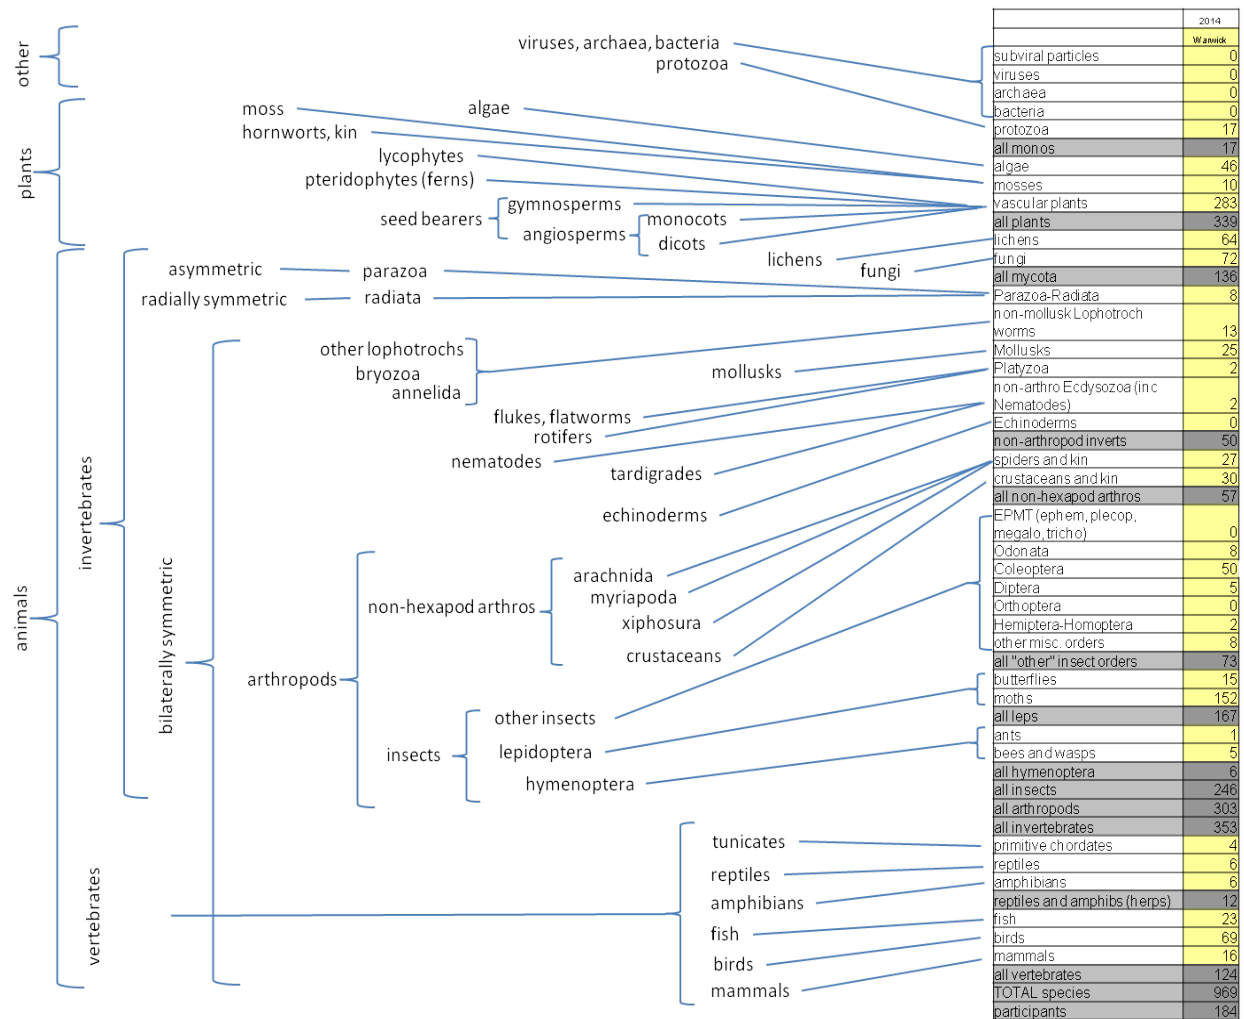 other
plants
animals
invertebrates
vertebrates
bilaterally symmetric
viruses, archaea, bacteria
protozoa
moss
algae
hornworts, kin
lycophytes
pteridophytes (ferns)
seed bearers
gymnosperms
angiosperms
monocots
dicots
lichens
fungi
asymmetric
parazoa
radially symmetric
radiata
other lophotrochs
bryozoa
annelida
mollusks
flukes, flatworms
rotifers
nematodes
tardigrades
echinoderms
arthropods
non-hexapod arthros
arachnida
myriapoda
xiphosura
crustaceans
insects
other insects
lepidoptera
hymenoptera
tunicates
reptiles
amphibians
fish
birds
mammals
2014
Warwick
subviral particles 0
viruses 0
archaea 0
bacteria 0
protozoa 17
all monos 17
algae 46
mosses 10
vascular plants 283
all plants 339
lichens 64
fungi 72
all mycota 136
Parazoa-Radiata 8
non-mollusk Lophotroch
worms 13
Mollusks 25
Platyzoa 2
non-arthro Ecdysozoa (inc
Nematodes) 2
Echinoderms 0
non-arthropod inverts 50
spiders and kin 27
crustaceans and kin 30
all non-hexapod arthros 57
EPMT (ephem, plecop,
megalo, tricho) 0
Odonata 8
Coleoptera 50
Diptera 5
Orthoptera 0
Hemiptera-Homoptera 2
other misc. orders 8
all "other" insect orders 73
butterflies 15
moths 152
all leps 167
ants 1
bees and wasps 5
all hymenoptera 6
all insects 246
all arthropods 303
all invertebrates 353
primitive chordates 4
reptiles 6
amphibians 6
reptiles and amphibs (herps) 12
fish 23
birds 69
mammals 16
all vertebrates 124
TOTAL species 969
participants 184